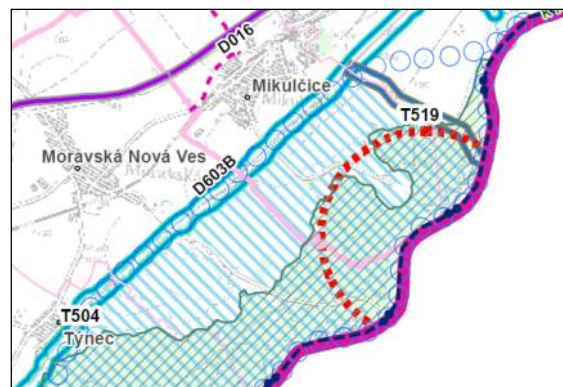 D016
Mikulčice
T519
Moravská Nová Ves
D603B
T504
Týnec